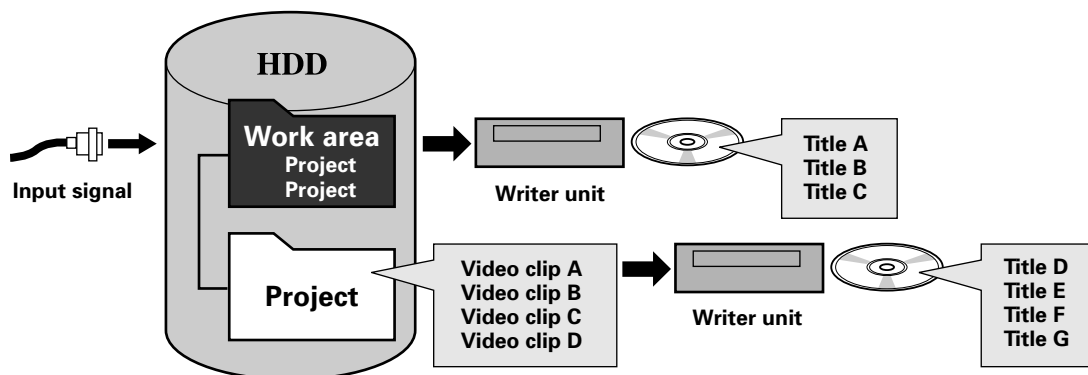 HDD
Work area
Project
Project
Input signal
Writer unit
Title A
Title B
Title C
Project
Video clip A
Video clip B
Video clip C
Video clip D
Writer unit
Title D
Title E
Title F
Title G